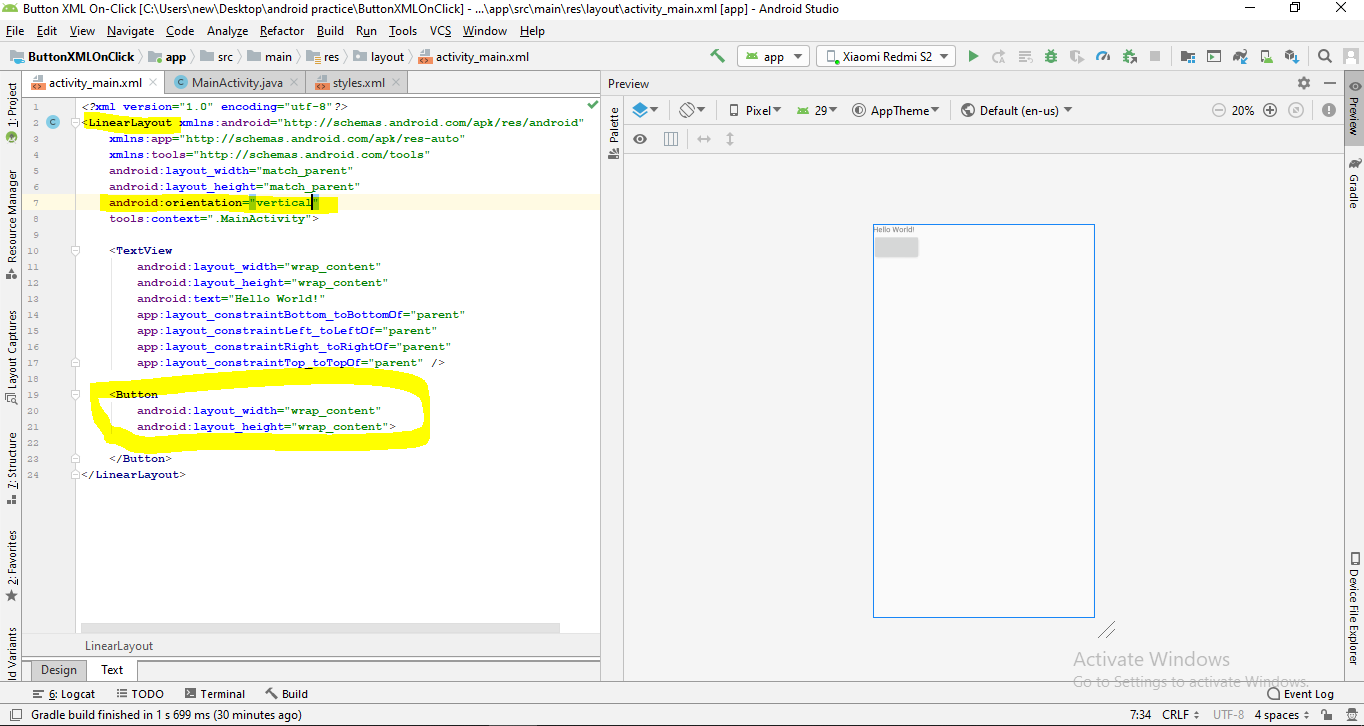 Button XML On-Click [C:\Users\new\Desktop\android practice\ButtonXMLOnClick] - ...\app\src\main\res\layout\activity_main.xml [app] - Android Studio
File Edit View Navigate Code Analyze Refactor Build Run Tools VCS Window Help
ButtonXMLOnClick app src main res layout activity_main.xml app Xiaomi Redmi S2
activity_main.xml MainActivity.java styles.xml
1 <?xml version="1.0" encoding="utf-8"?>
2 <LinearLayout xmlns:android="http://schemas.android.com/apk/res/android"
3 xmlns:app="http://schemas.android.com/apk/res-auto"
4 xmlns:tools="http://schemas.android.com/tools"
5 android:layout_width="match_parent"
6 android:layout_height="match_parent"
7 android:orientation="vertical"
8 tools:context=".MainActivity">
9
10 <TextView
11 android:layout_width="wrap_content"
12 android:layout_height="wrap_content"
13 android:text="Hello World!"
14 app:layout_constraintBottom_toBottomOf="parent"
15 app:layout_constraintLeft_toLeftOf="parent"
16 app:layout_constraintRight_toRightOf="parent"
17 app:layout_constraintTop_toTopOf="parent" />
18
19 <Button
20 android:layout_width="wrap_content"
21 android:layout_height="wrap_content">
22
23 </Button>
24 </LinearLayout>
LinearLayout
Design Text
1: Project
Resource Manager
Layout Captures
7: Structure
2: Favorites
ld Variants
Preview
Palette
Pixel 29 AppTheme Default (en-us) 20%
Hello World!
Preview
Gradle
Device File Explorer
Activate Windows
Go to Settings to activate Windows.
6: Logcat TODO Terminal Build Event Log
Gradle build finished in 1 s 699 ms (30 minutes ago) 7:34 CRLF UTF-8 4 spaces